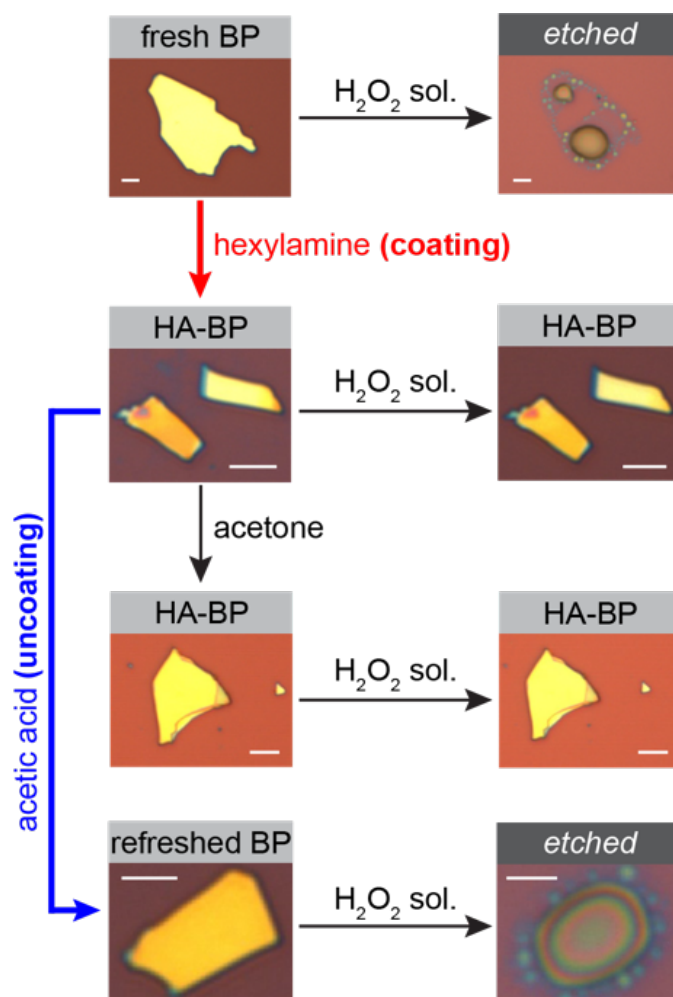 fresh BP
etched
H₂O₂ sol.
hexylamine (coating)
HA-BP
HA-BP
H₂O₂ sol.
acetone
HA-BP
HA-BP
H₂O₂ sol.
acetic acid (uncoating)
refreshed BP
etched
H₂O₂ sol.